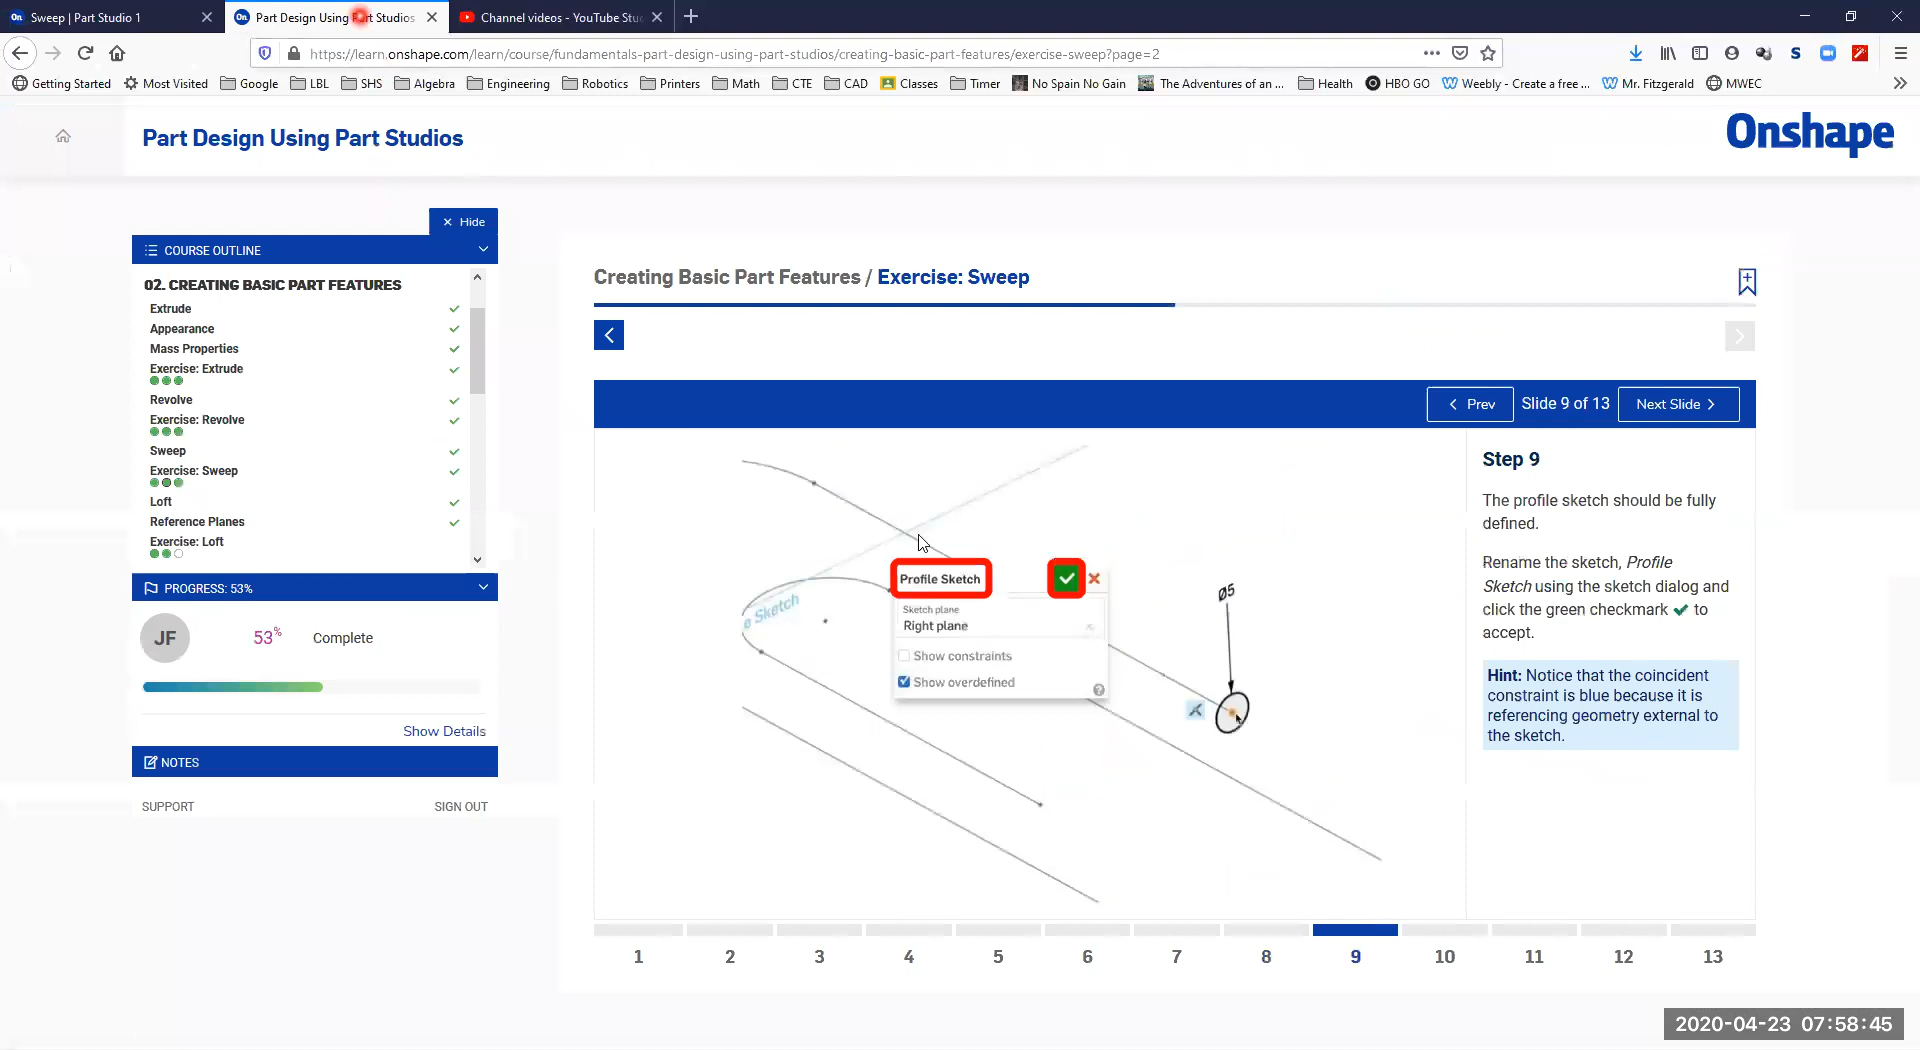 Sweep | Part Studio 1
Part Design Using Part Studios
Channel videos - YouTube Stu
https://learn.onshape.com/learn/course/fundamentals-part-design-using-part-studios/creating-basic-part-features/exercise-sweep?page=2
Getting Started
Most Visited
Google
LBL
SHS
Algebra
Engineering
Robotics
Printers
Math
CTE
CAD
Classes
Timer
No Spain No Gain
The Adventures of an ...
Health
HBO GO
Weebly - Create a free ...
Mr. Fitzgerald
MWEC
Part Design Using Part Studios
Onshape
× Hide
COURSE OUTLINE
02. CREATING BASIC PART FEATURES
Extrude
Appearance
Mass Properties
Exercise: Extrude
Revolve
Exercise: Revolve
Sweep
Exercise: Sweep
Loft
Reference Planes
Exercise: Loft
PROGRESS: 53%
JF
53% Complete
Show Details
NOTES
SUPPORT
SIGN OUT
Creating Basic Part Features / Exercise: Sweep
Prev
Slide 9 of 13
Next Slide
e Sketch
Profile Sketch
Sketch plane
Right plane
Show constraints
Show overdefined
Ø5
Step 9
The profile sketch should be fully
defined.
Rename the sketch, Profile
Sketch using the sketch dialog and
click the green checkmark ✔ to
accept.
Hint: Notice that the coincident
constraint is blue because it is
referencing geometry external to
the sketch.
1 2 3 4 5 6 7 8 9 10 11 12 13
2020-04-23 07:58:45